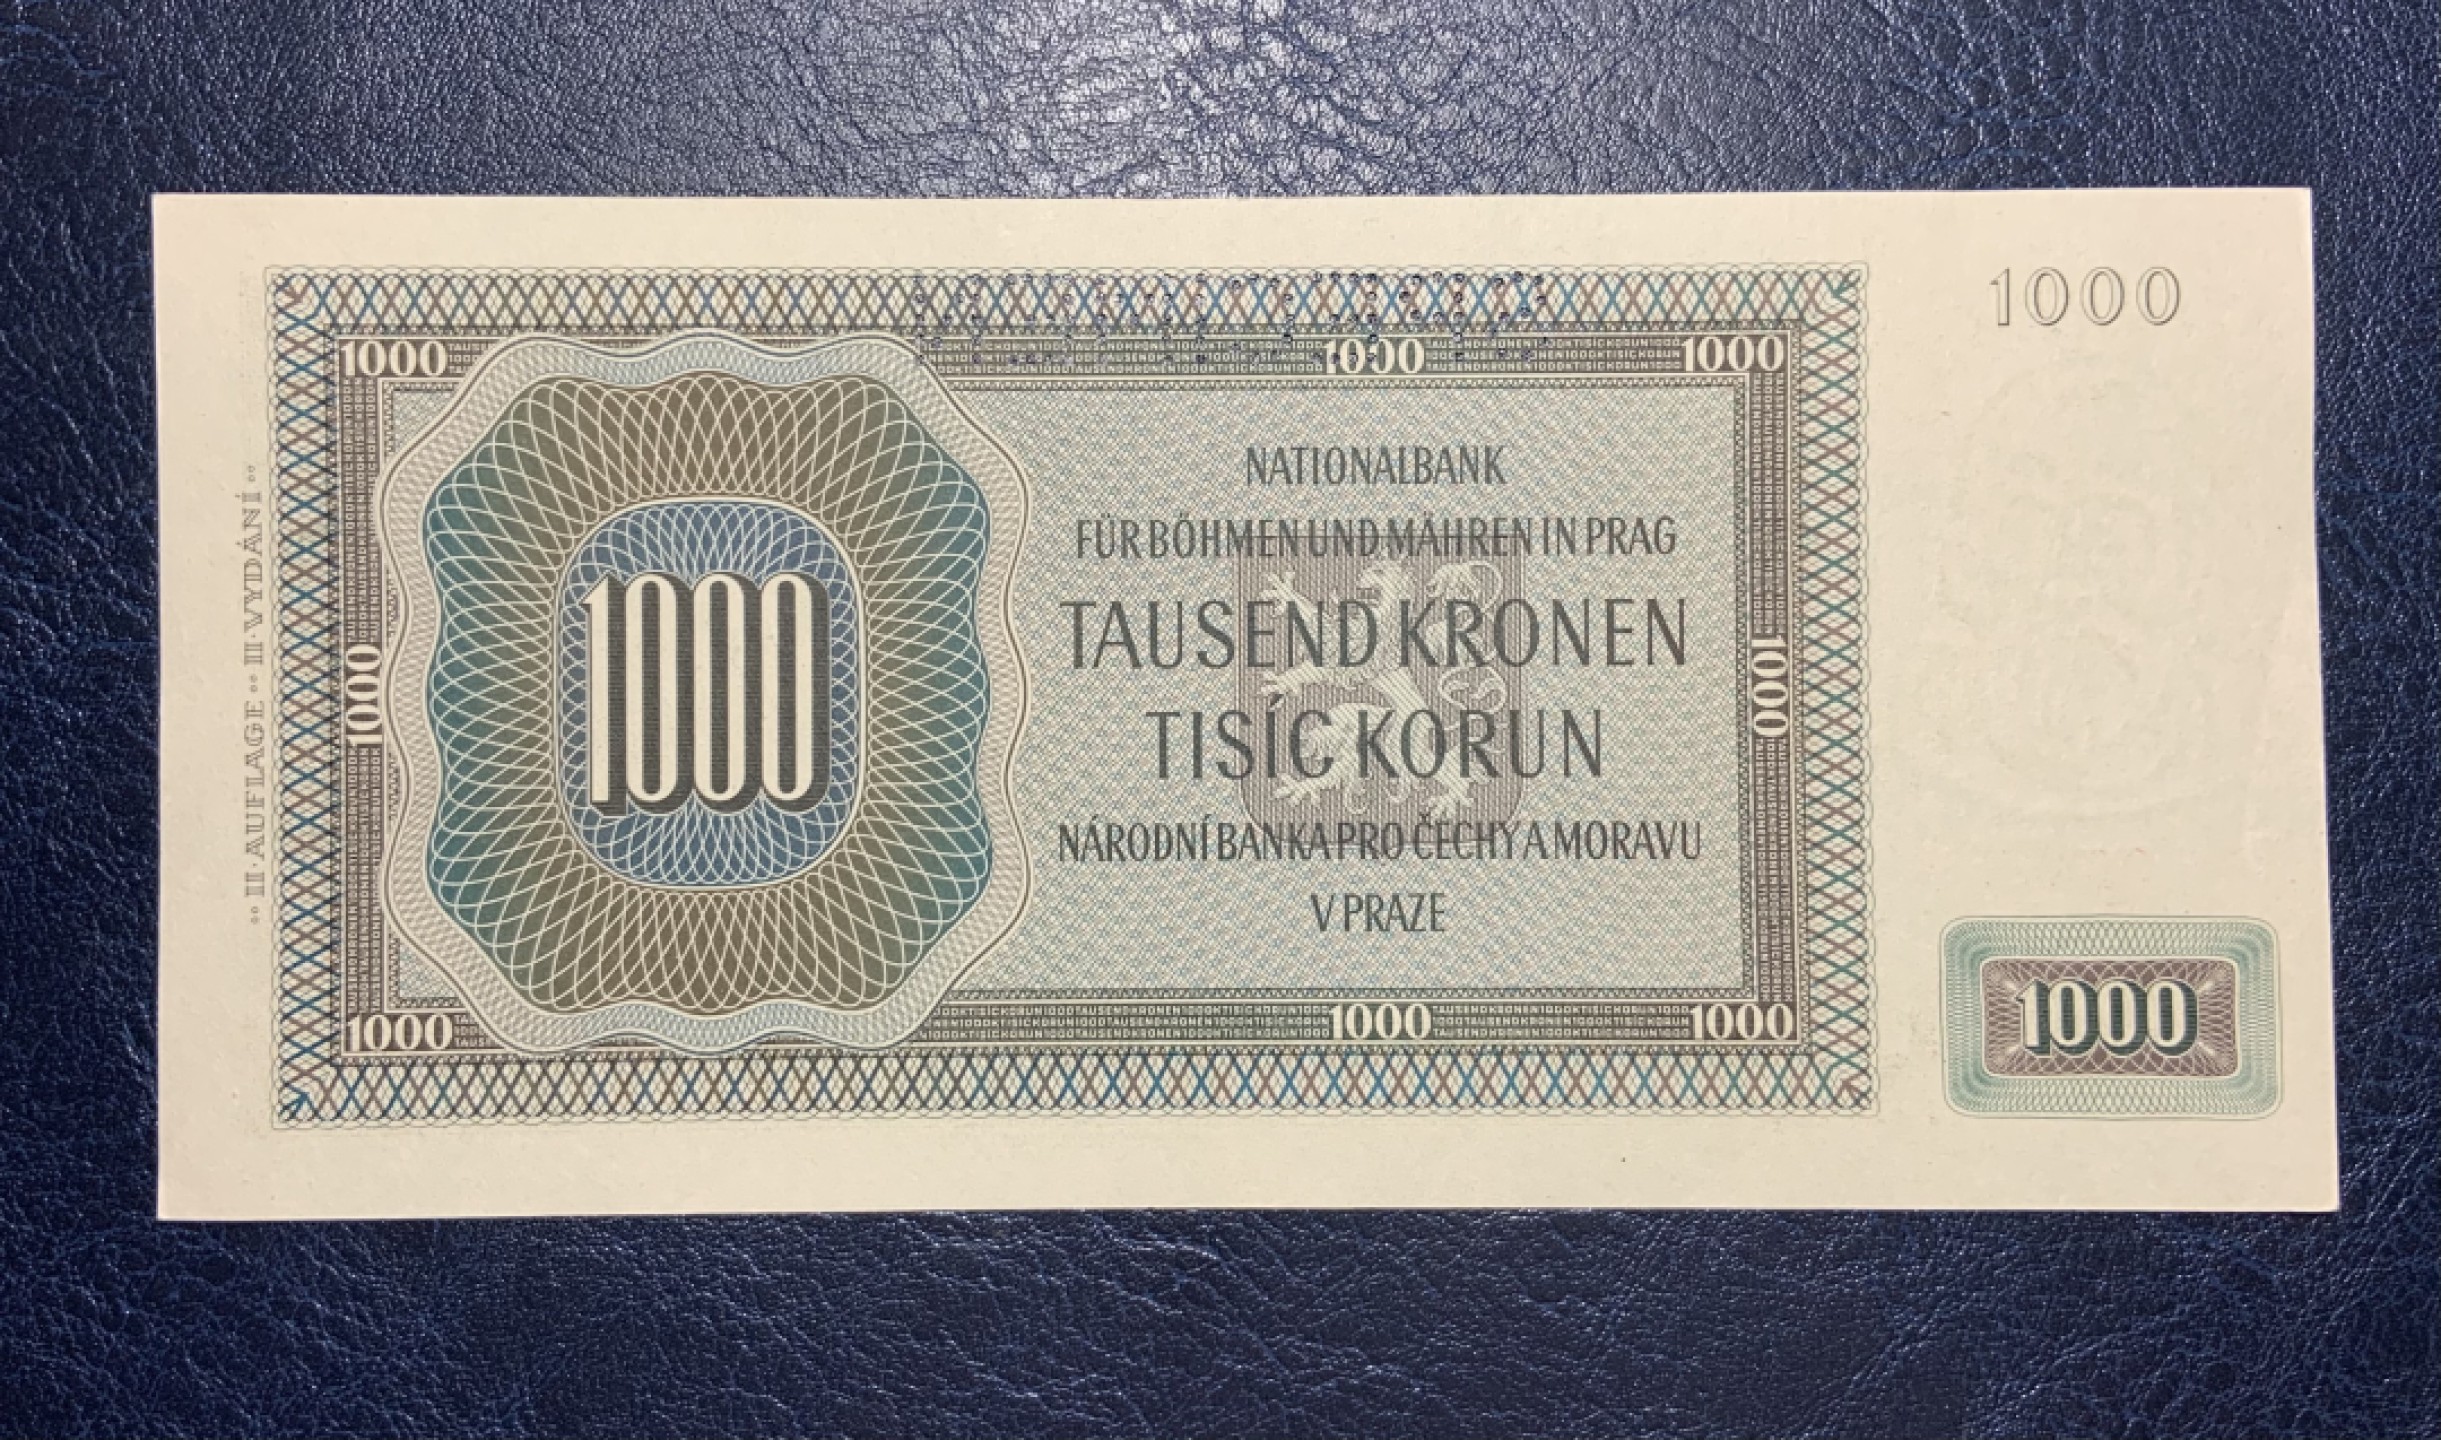 1000
1000 1000 1000
NATIONALBANK
FÜR BÖHMEN UND MÄHREN IN PRAG
1000
TAUSEND KRONEN
TISÍC KORUN
NÁRODNÍ BANKA PRO ČECHY A MORAVU
V PRAZE
1000
1000
1000 1000 1000
1000
°° II·AUFLAGE °° II·VYDÁNÍ °°